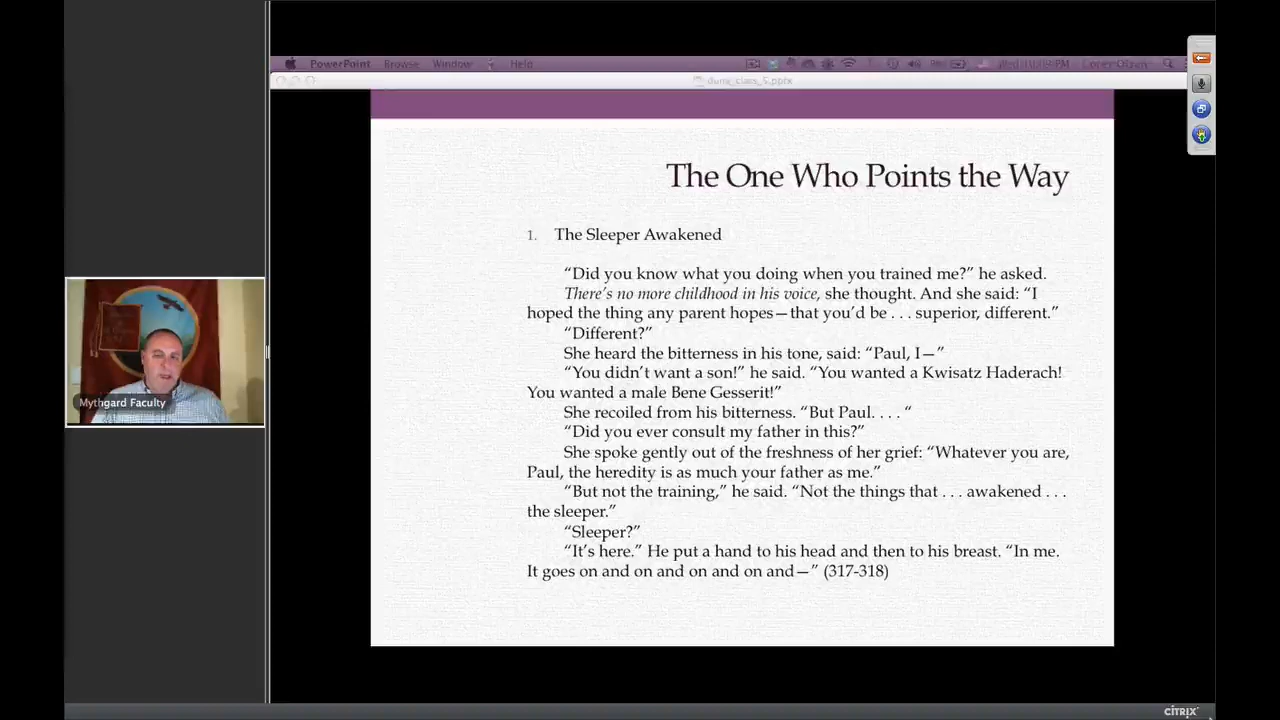 PowerPoint Browse Window Help
dune_class_5.pptx
The One Who Points the Way
1. The Sleeper Awakened
“Did you know what you doing when you trained me?” he asked.
There’s no more childhood in his voice, she thought. And she said: “I
hoped the thing any parent hopes—that you’d be . . . superior, different.”
“Different?”
She heard the bitterness in his tone, said: “Paul, I—”
“You didn’t want a son!” he said. “You wanted a Kwisatz Haderach!
You wanted a male Bene Gesserit!”
She recoiled from his bitterness. “But Paul. . . . “
“Did you ever consult my father in this?”
She spoke gently out of the freshness of her grief: “Whatever you are,
Paul, the heredity is as much your father as me.”
“But not the training,” he said. “Not the things that . . . awakened . . .
the sleeper.”
“Sleeper?”
“It’s here.” He put a hand to his head and then to his breast. “In me.
It goes on and on and on and on and—” (317-318)
Mythgard Faculty
CITRIX